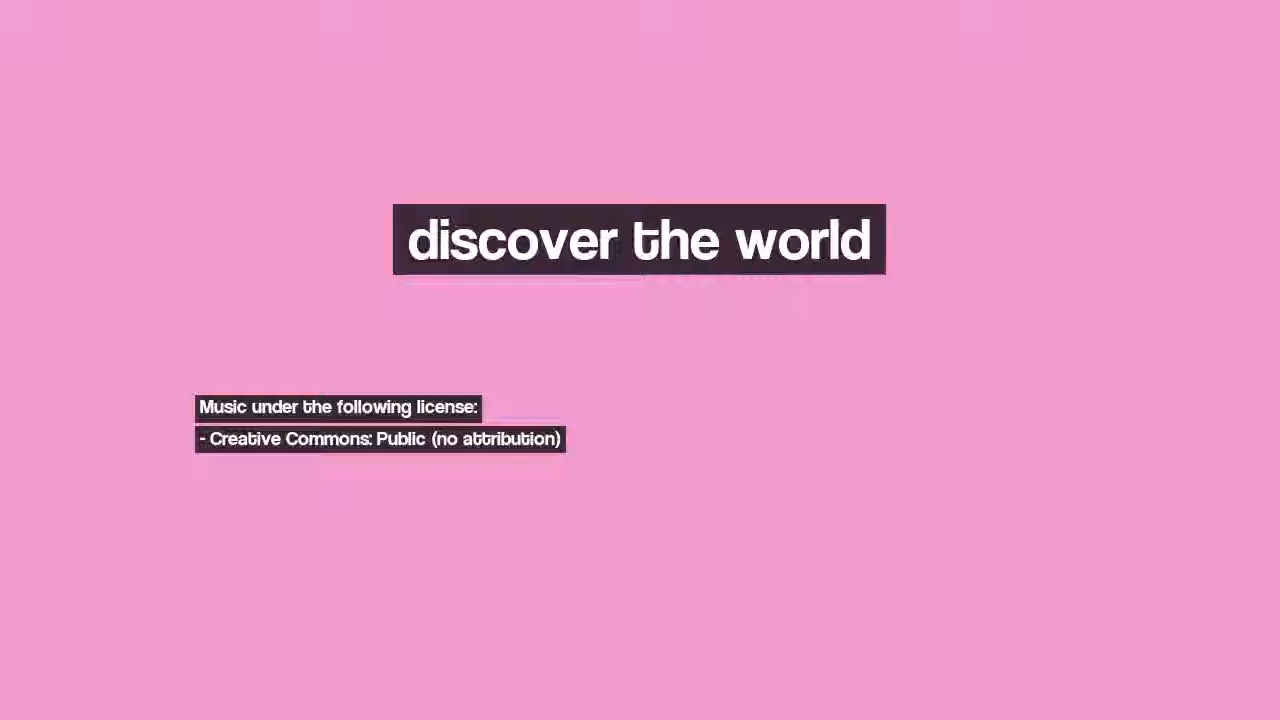 discover the world
Music under the following license:
- Creative Commons: Public (no attribution)